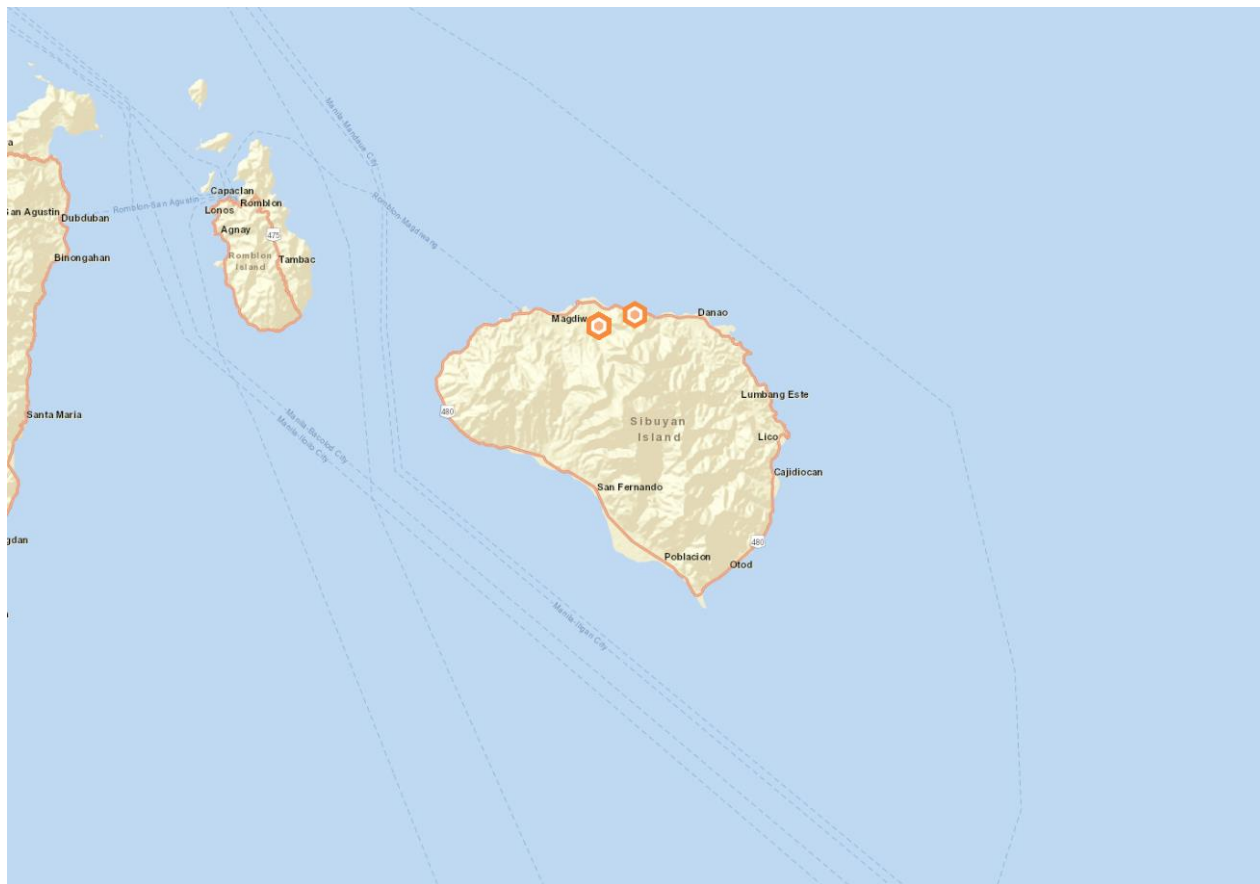 Manila-Mandaue City
Capaclan
Romblon
Romblon-San Agustin
Lonos
San Agustin
Dubduban
Agnay
475
Romblon-Magdiwang
Binongahan
Romblon
Island
Tambac
Magdiw
Danao
Lumbang Este
480
Santa Maria
Sibuyan
Island
Lico
Manila-Bacolod City
Manila-Iloilo City
Cajidiocan
San Fernando
gdan
480
Poblacion
Otod
Manila-Iligan City